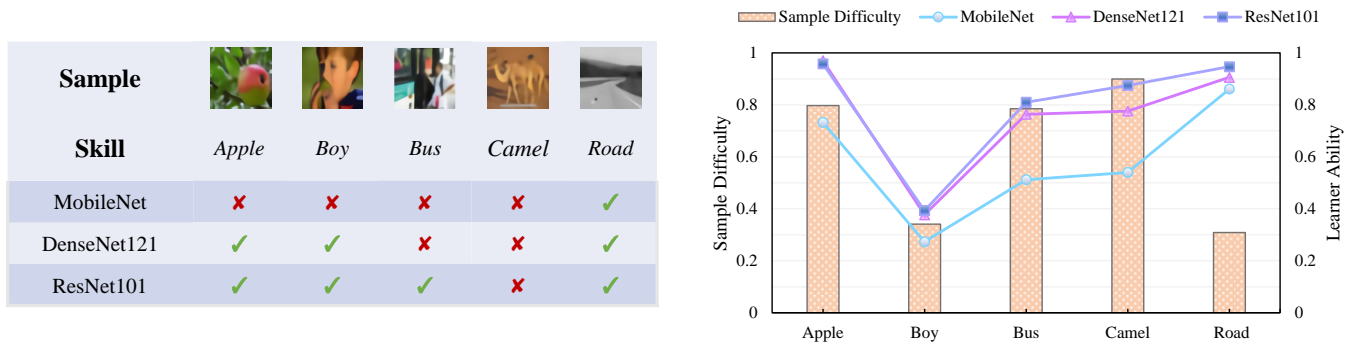 Sample
Skill Apple Boy Bus Camel Road
MobileNet ✘ ✘ ✘ ✘ ✓
DenseNet121 ✓ ✓ ✘ ✘ ✓
ResNet101 ✓ ✓ ✓ ✘ ✓
Sample Difficulty MobileNet DenseNet121 ResNet101
Sample Difficulty
1
0.8
0.6
0.4
0.2
0
Apple Boy Bus Camel Road
1
0.8
0.6
0.4
0.2
0
Learner Ability